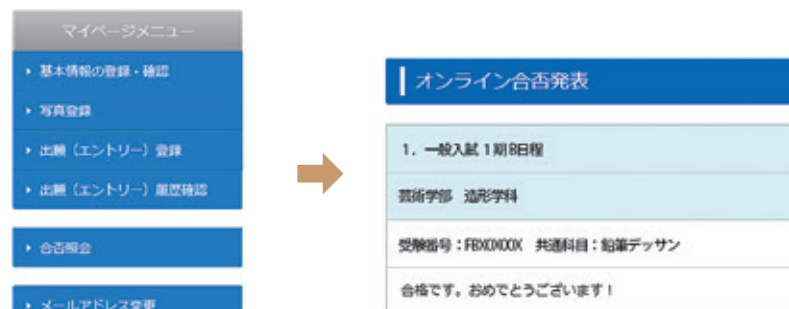 マイページメニュー
基本情報の登録・確認
写真登録
出願（エントリー）登録
出願（エントリー）履歴確認
合否照会
メールアドレス変更
オンライン合否発表
1．一般入試1期B日程
芸術学部 造形学科
受験番号：FBXXXXXX 共通科目：鉛筆デッサン
合格です。おめでとうございます！